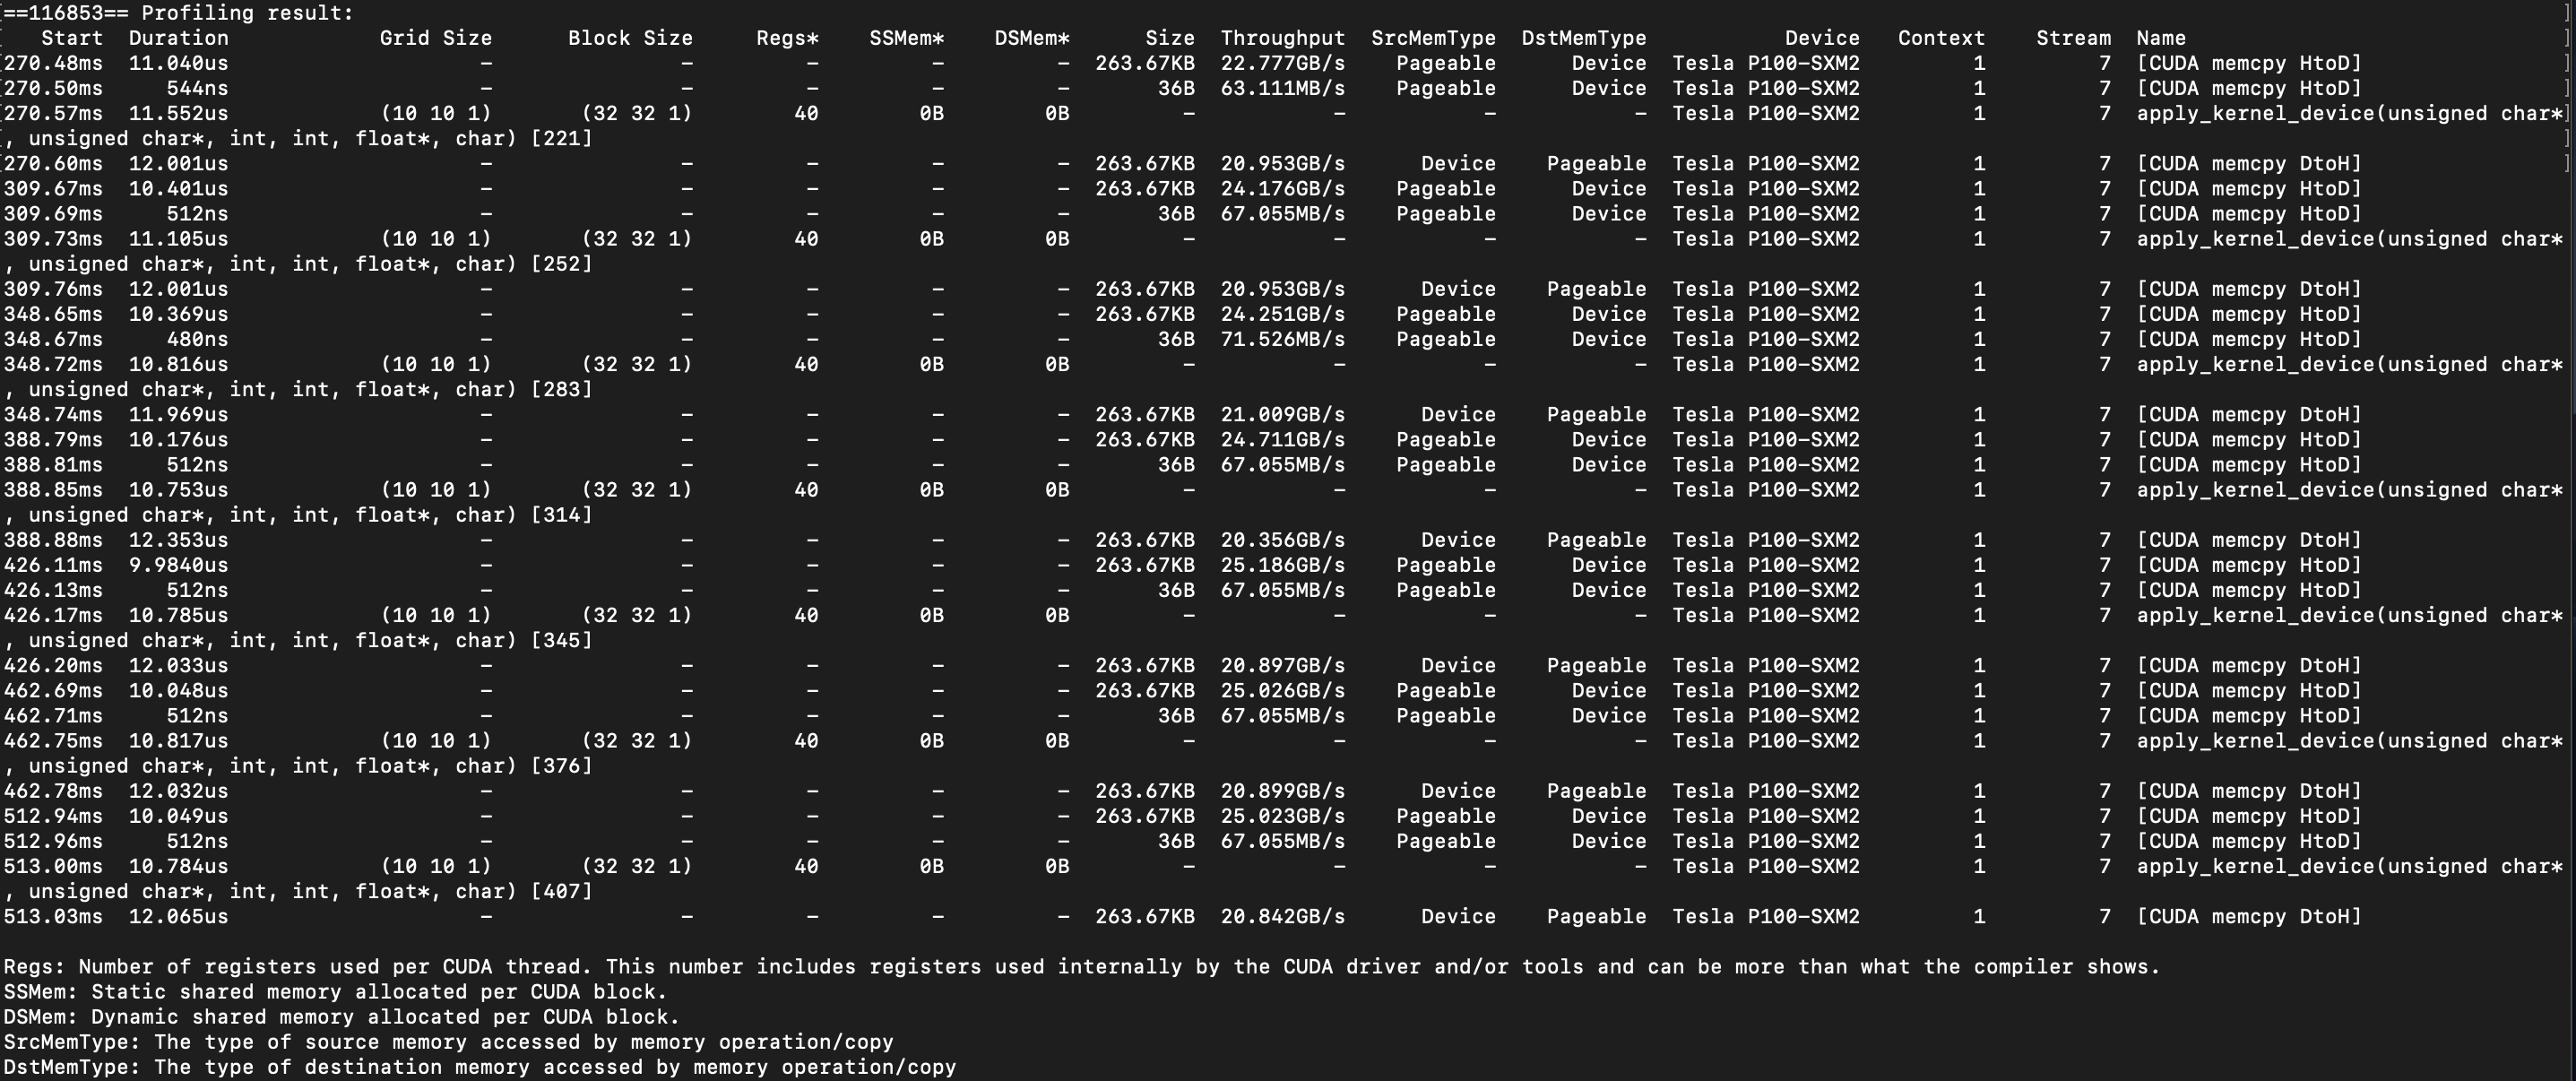 ==116853== Profiling result:
Start Duration Grid Size Block Size Regs* SSMem* DSMem* Size Throughput SrcMemType DstMemType Device Context Stream Name
270.48ms 11.040us - - - - - 263.67KB 22.777GB/s Pageable Device Tesla P100-SXM2 1 7 [CUDA memcpy HtoD]
270.50ms 544ns - - - - - 36B 63.111MB/s Pageable Device Tesla P100-SXM2 1 7 [CUDA memcpy HtoD]
270.57ms 11.552us (10 10 1) (32 32 1) 40 0B 0B - - - - Tesla P100-SXM2 1 7 apply_kernel_device(unsigned char*
, unsigned char*, int, int, float*, char) [221]
270.60ms 12.001us - - - - - 263.67KB 20.953GB/s Device Pageable Tesla P100-SXM2 1 7 [CUDA memcpy DtoH]
309.67ms 10.401us - - - - - 263.67KB 24.176GB/s Pageable Device Tesla P100-SXM2 1 7 [CUDA memcpy HtoD]
309.69ms 512ns - - - - - 36B 67.055MB/s Pageable Device Tesla P100-SXM2 1 7 [CUDA memcpy HtoD]
309.73ms 11.105us (10 10 1) (32 32 1) 40 0B 0B - - - - Tesla P100-SXM2 1 7 apply_kernel_device(unsigned char*
, unsigned char*, int, int, float*, char) [252]
309.76ms 12.001us - - - - - 263.67KB 20.953GB/s Device Pageable Tesla P100-SXM2 1 7 [CUDA memcpy DtoH]
348.65ms 10.369us - - - - - 263.67KB 24.251GB/s Pageable Device Tesla P100-SXM2 1 7 [CUDA memcpy HtoD]
348.67ms 480ns - - - - - 36B 71.526MB/s Pageable Device Tesla P100-SXM2 1 7 [CUDA memcpy HtoD]
348.72ms 10.816us (10 10 1) (32 32 1) 40 0B 0B - - - - Tesla P100-SXM2 1 7 apply_kernel_device(unsigned char*
, unsigned char*, int, int, float*, char) [283]
348.74ms 11.969us - - - - - 263.67KB 21.009GB/s Device Pageable Tesla P100-SXM2 1 7 [CUDA memcpy DtoH]
388.79ms 10.176us - - - - - 263.67KB 24.711GB/s Pageable Device Tesla P100-SXM2 1 7 [CUDA memcpy HtoD]
388.81ms 512ns - - - - - 36B 67.055MB/s Pageable Device Tesla P100-SXM2 1 7 [CUDA memcpy HtoD]
388.85ms 10.753us (10 10 1) (32 32 1) 40 0B 0B - - - - Tesla P100-SXM2 1 7 apply_kernel_device(unsigned char*
, unsigned char*, int, int, float*, char) [314]
388.88ms 12.353us - - - - - 263.67KB 20.356GB/s Device Pageable Tesla P100-SXM2 1 7 [CUDA memcpy DtoH]
426.11ms 9.9840us - - - - - 263.67KB 25.186GB/s Pageable Device Tesla P100-SXM2 1 7 [CUDA memcpy HtoD]
426.13ms 512ns - - - - - 36B 67.055MB/s Pageable Device Tesla P100-SXM2 1 7 [CUDA memcpy HtoD]
426.17ms 10.785us (10 10 1) (32 32 1) 40 0B 0B - - - - Tesla P100-SXM2 1 7 apply_kernel_device(unsigned char*
, unsigned char*, int, int, float*, char) [345]
426.20ms 12.033us - - - - - 263.67KB 20.897GB/s Device Pageable Tesla P100-SXM2 1 7 [CUDA memcpy DtoH]
462.69ms 10.048us - - - - - 263.67KB 25.026GB/s Pageable Device Tesla P100-SXM2 1 7 [CUDA memcpy HtoD]
462.71ms 512ns - - - - - 36B 67.055MB/s Pageable Device Tesla P100-SXM2 1 7 [CUDA memcpy HtoD]
462.75ms 10.817us (10 10 1) (32 32 1) 40 0B 0B - - - - Tesla P100-SXM2 1 7 apply_kernel_device(unsigned char*
, unsigned char*, int, int, float*, char) [376]
462.78ms 12.032us - - - - - 263.67KB 20.899GB/s Device Pageable Tesla P100-SXM2 1 7 [CUDA memcpy DtoH]
512.94ms 10.049us - - - - - 263.67KB 25.023GB/s Pageable Device Tesla P100-SXM2 1 7 [CUDA memcpy HtoD]
512.96ms 512ns - - - - - 36B 67.055MB/s Pageable Device Tesla P100-SXM2 1 7 [CUDA memcpy HtoD]
513.00ms 10.784us (10 10 1) (32 32 1) 40 0B 0B - - - - Tesla P100-SXM2 1 7 apply_kernel_device(unsigned char*
, unsigned char*, int, int, float*, char) [407]
513.03ms 12.065us - - - - - 263.67KB 20.842GB/s Device Pageable Tesla P100-SXM2 1 7 [CUDA memcpy DtoH]
Regs: Number of registers used per CUDA thread. This number includes registers used internally by the CUDA driver and/or tools and can be more than what the compiler shows.
SSMem: Static shared memory allocated per CUDA block.
DSMem: Dynamic shared memory allocated per CUDA block.
SrcMemType: The type of source memory accessed by memory operation/copy
DstMemType: The type of destination memory accessed by memory operation/copy